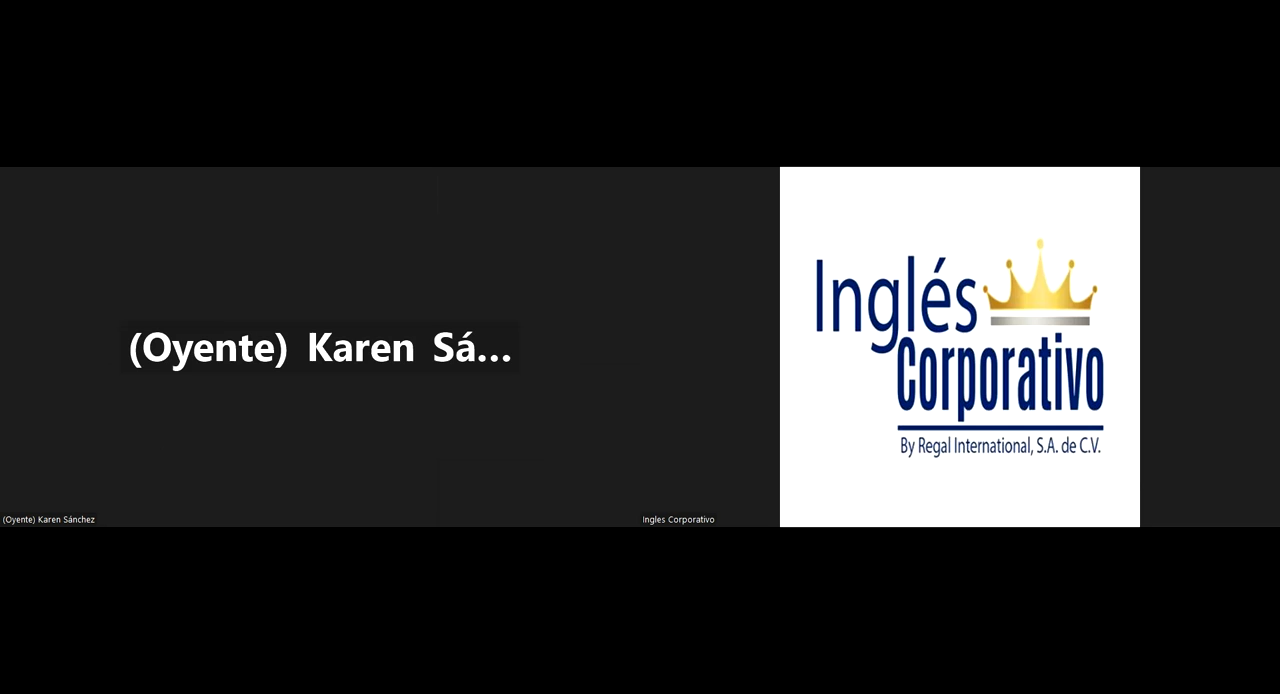 (Oyente) Karen Sá...
(Oyente) Karen Sánchez
Inglés
Corporativo
By Regal International, S.A. de C.V.
Ingles Corporativo